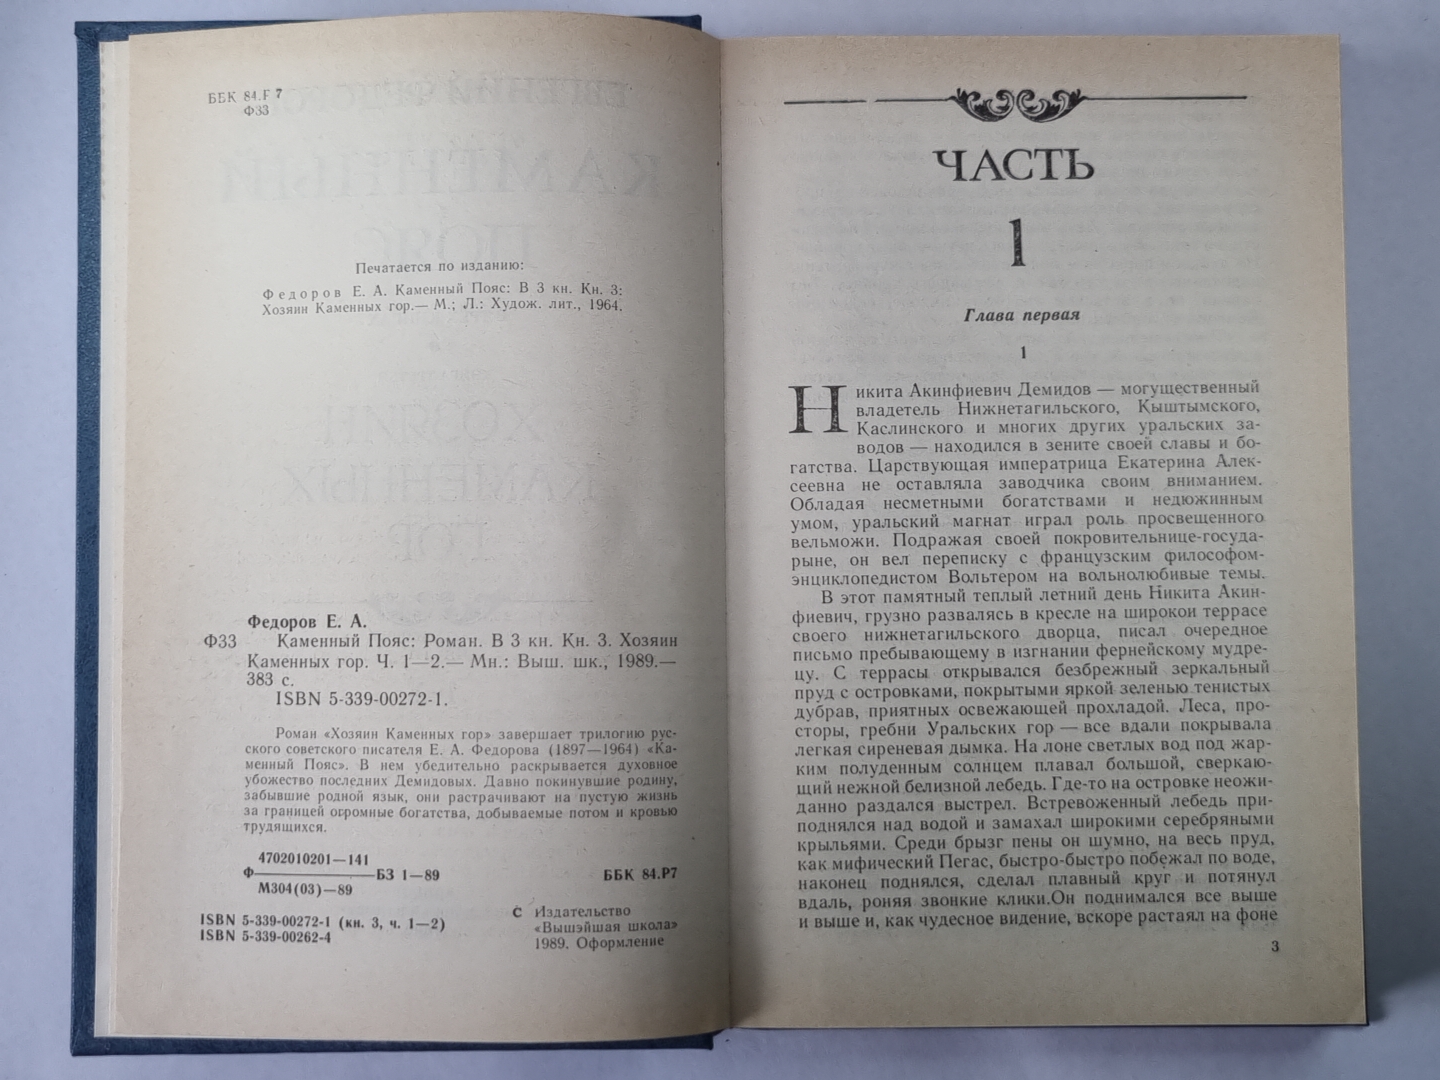 ББК 84.Р 7
Ф33
Печатается по изданию:
Федоров Е. А. Каменный Пояс: В 3 кн. Кн. 3:
Хозяин Каменных гор.— М.; Л.: Худож. лит., 1964.
Федоров Е. А.
Ф33 Каменный Пояс: Роман. В 3 кн. Кн. 3. Хозяин
Каменных гор. Ч. 1—2.— Мн.: Выш. шк., 1989.—
383 с.
ISBN 5-339-00272-1.
Роман «Хозяин Каменных гор» завершает трилогию рус-
ского советского писателя Е. А. Федорова (1897—1964) «Ка-
менный Пояс». В нем убедительно раскрывается духовное
убожество последних Демидовых. Давно покинувшие родину,
забывшие родной язык, они растрачивают на пустую жизнь
за границей огромные богатства, добываемые потом и кровью
трудящихся.
4702010201—141
Ф————БЗ 1—89
М304(03)—89
ББК 84.Р7
ISBN 5-339-00272-1 (кн. 3, ч. 1—2)
ISBN 5-339-00262-4
С Издательство
«Вышэйшая школа»
1989. Оформление
ЧАСТЬ
1
Глава первая
1
Никита Акинфиевич Демидов — могущественный
владетель Нижнетагильского, Кыштымского,
Каслинского и многих других уральских за-
водов — находился в зените своей славы и бо-
гатства. Царствующая императрица Екатерина Алек-
сеевна не оставляла заводчика своим вниманием.
Обладая несметными богатствами и недюжинным
умом, уральский магнат играл роль просвещенного
вельможи. Подражая своей покровительнице-госуда-
рыне, он вел переписку с французским философом-
энциклопедистом Вольтером на вольнолюбивые темы.
В этот памятный теплый летний день Никита Акин-
фиевич, грузно развалясь в кресле на широкой террасе
своего нижнетагильского дворца, писал очередное
письмо пребывающему в изгнании фернейскому мудре-
цу. С террасы открывался безбрежный зеркальный
пруд с островками, покрытыми яркой зеленью тенистых
дубрав, приятных освежающей прохладой. Леса, про-
сторы, гребни Уральских гор — все вдали покрывала
легкая сиреневая дымка. На лоне светлых вод под жар-
ким полуденным солнцем плавал большой, сверкаю-
щий нежной белизной лебедь. Где-то на островке неожи-
данно раздался выстрел. Встревоженный лебедь при-
поднялся над водой и замахал широкими серебряными
крыльями. Среди брызг пены он шумно, на весь пруд,
как мифический Пегас, быстро-быстро побежал по воде,
наконец поднялся, сделал плавный круг и потянул
вдаль, роняя звонкие клики.Он поднимался все выше
и выше и, как чудесное видение, вскоре растаял на фоне
3